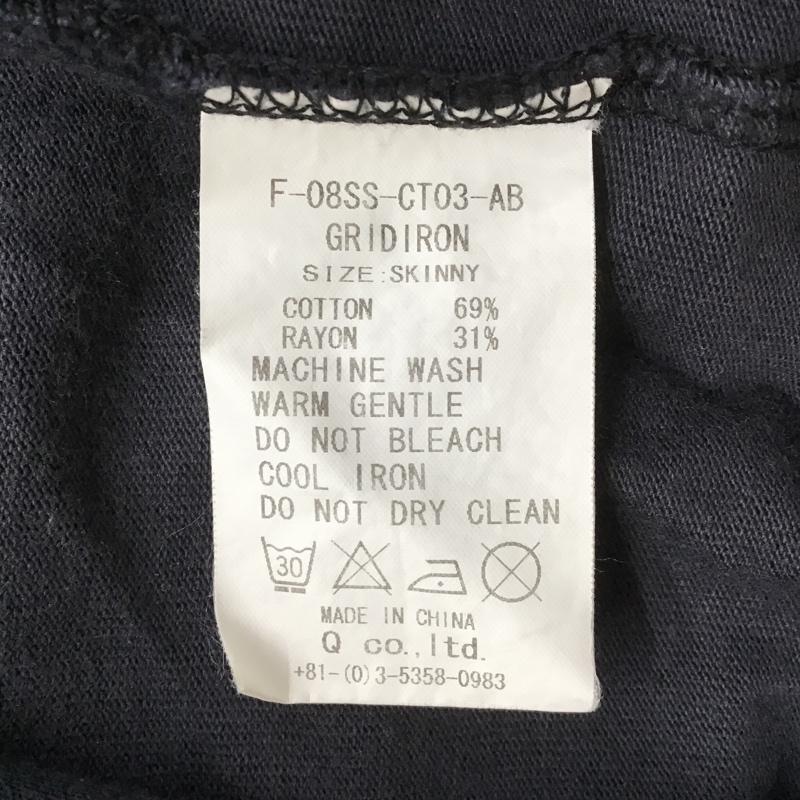 F-08SS-CT03-AB
GRIDIRON
SIZE:SKINNY
COTTON 69%
RAYON 31%
MACHINE WASH
WARM GENTLE
DO NOT BLEACH
COOL IRON
DO NOT DRY CLEAN
30
MADE IN CHINA
Q co.,ltd.
+81-(0)3-5358-0983